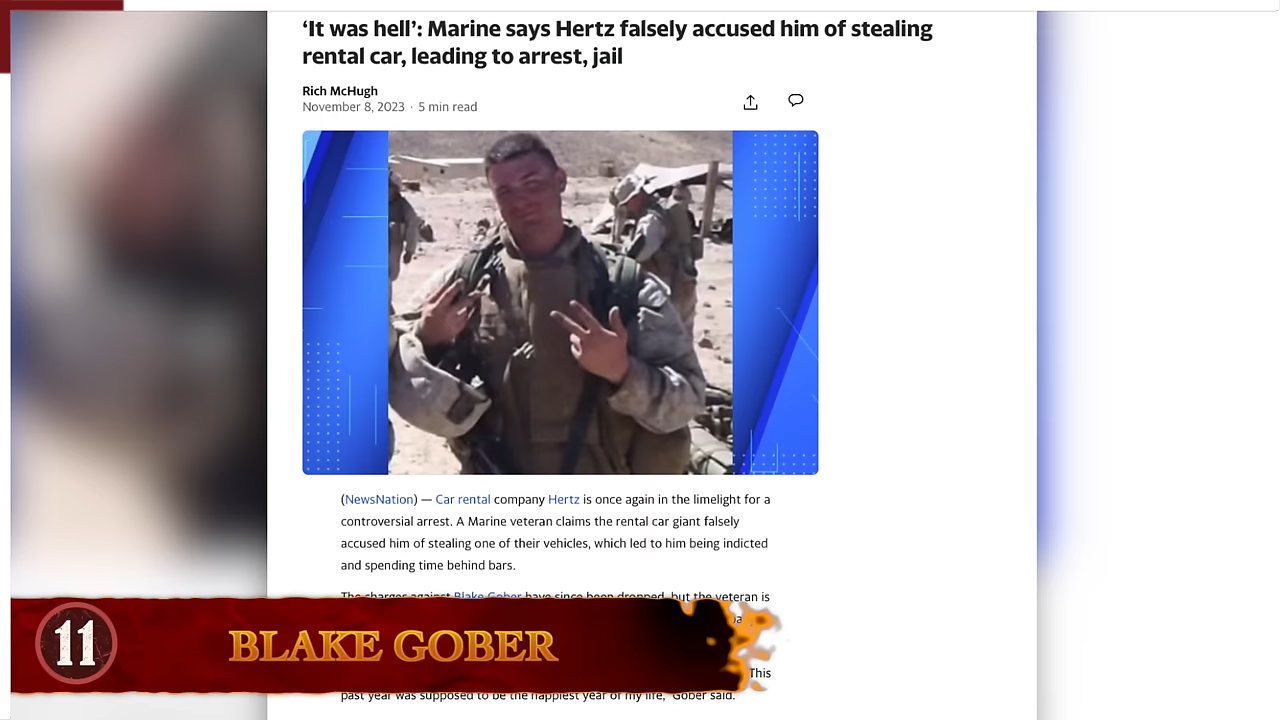 ‘It was hell’: Marine says Hertz falsely accused him of stealing
rental car, leading to arrest, jail
Rich McHugh
November 8, 2023 · 5 min read
(NewsNation) — Car rental company Hertz is once again in the limelight for a
controversial arrest. A Marine veteran claims the rental car giant falsely
accused him of stealing one of their vehicles, which led to him being indicted
and spending time behind bars.
The charges against Blake Gober have since been dropped, but the veteran is
11
BLAKE GOBER
This
past year was supposed to be the happiest year of my life," Gober said.